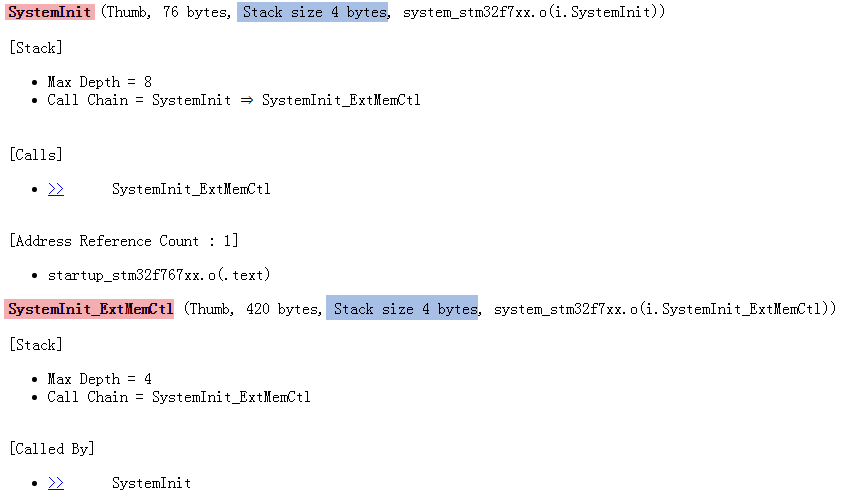 SystemInit (Thumb, 76 bytes, Stack size 4 bytes, system_stm32f7xx.o(i.SystemInit))
[Stack]
• Max Depth = 8
• Call Chain = SystemInit ⇒ SystemInit_ExtMemCtl
[Calls]
• >> SystemInit_ExtMemCtl
[Address Reference Count : 1]
• startup_stm32f767xx.o(.text)
SystemInit_ExtMemCtl (Thumb, 420 bytes, Stack size 4 bytes, system_stm32f7xx.o(i.SystemInit_ExtMemCtl))
[Stack]
• Max Depth = 4
• Call Chain = SystemInit_ExtMemCtl
[Called By]
• >> SystemInit